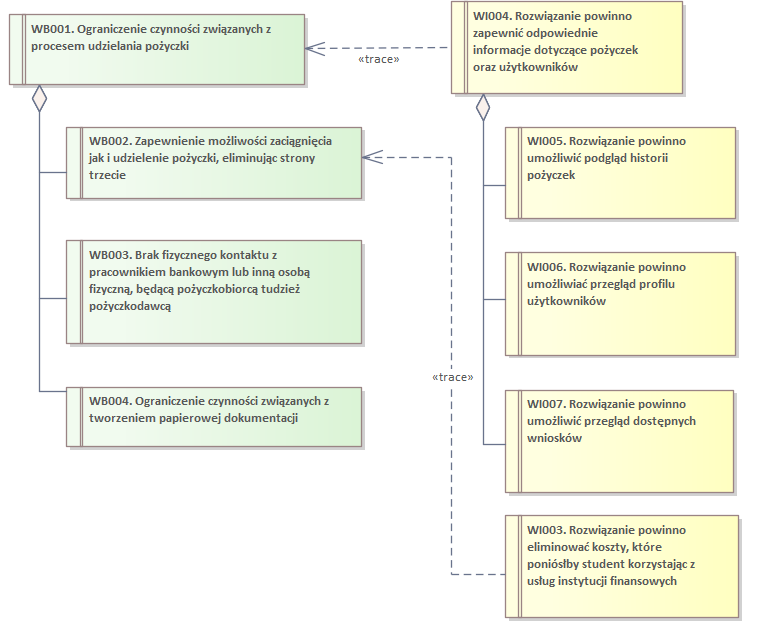 WB001. Ograniczenie czynności związanych z
procesem udzielania pożyczki
«trace»
WI004. Rozwiązanie powinno
zapewnić odpowiednie
informacje dotyczące pożyczek
oraz użytkowników
WB002. Zapewnienie możliwości zaciągnięcia
jak i udzielenie pożyczki, eliminując strony
trzecie
WI005. Rozwiązanie powinno
umożliwić podgląd historii
pożyczek
WB003. Brak fizycznego kontaktu z
pracownikiem bankowym lub inną osobą
fizyczną, będącą pożyczkobiorcą tudzież
pożyczkodawcą
WI006. Rozwiązanie powinno
umożliwiać przegląd profilu
użytkowników
«trace»
WB004. Ograniczenie czynności związanych z
tworzeniem papierowej dokumentacji
WI007. Rozwiązanie powinno
umożliwić przegląd dostępnych
wniosków
WI003. Rozwiązanie powinno
eliminować koszty, które
poniósłby student korzystając z
usług instytucji finansowych